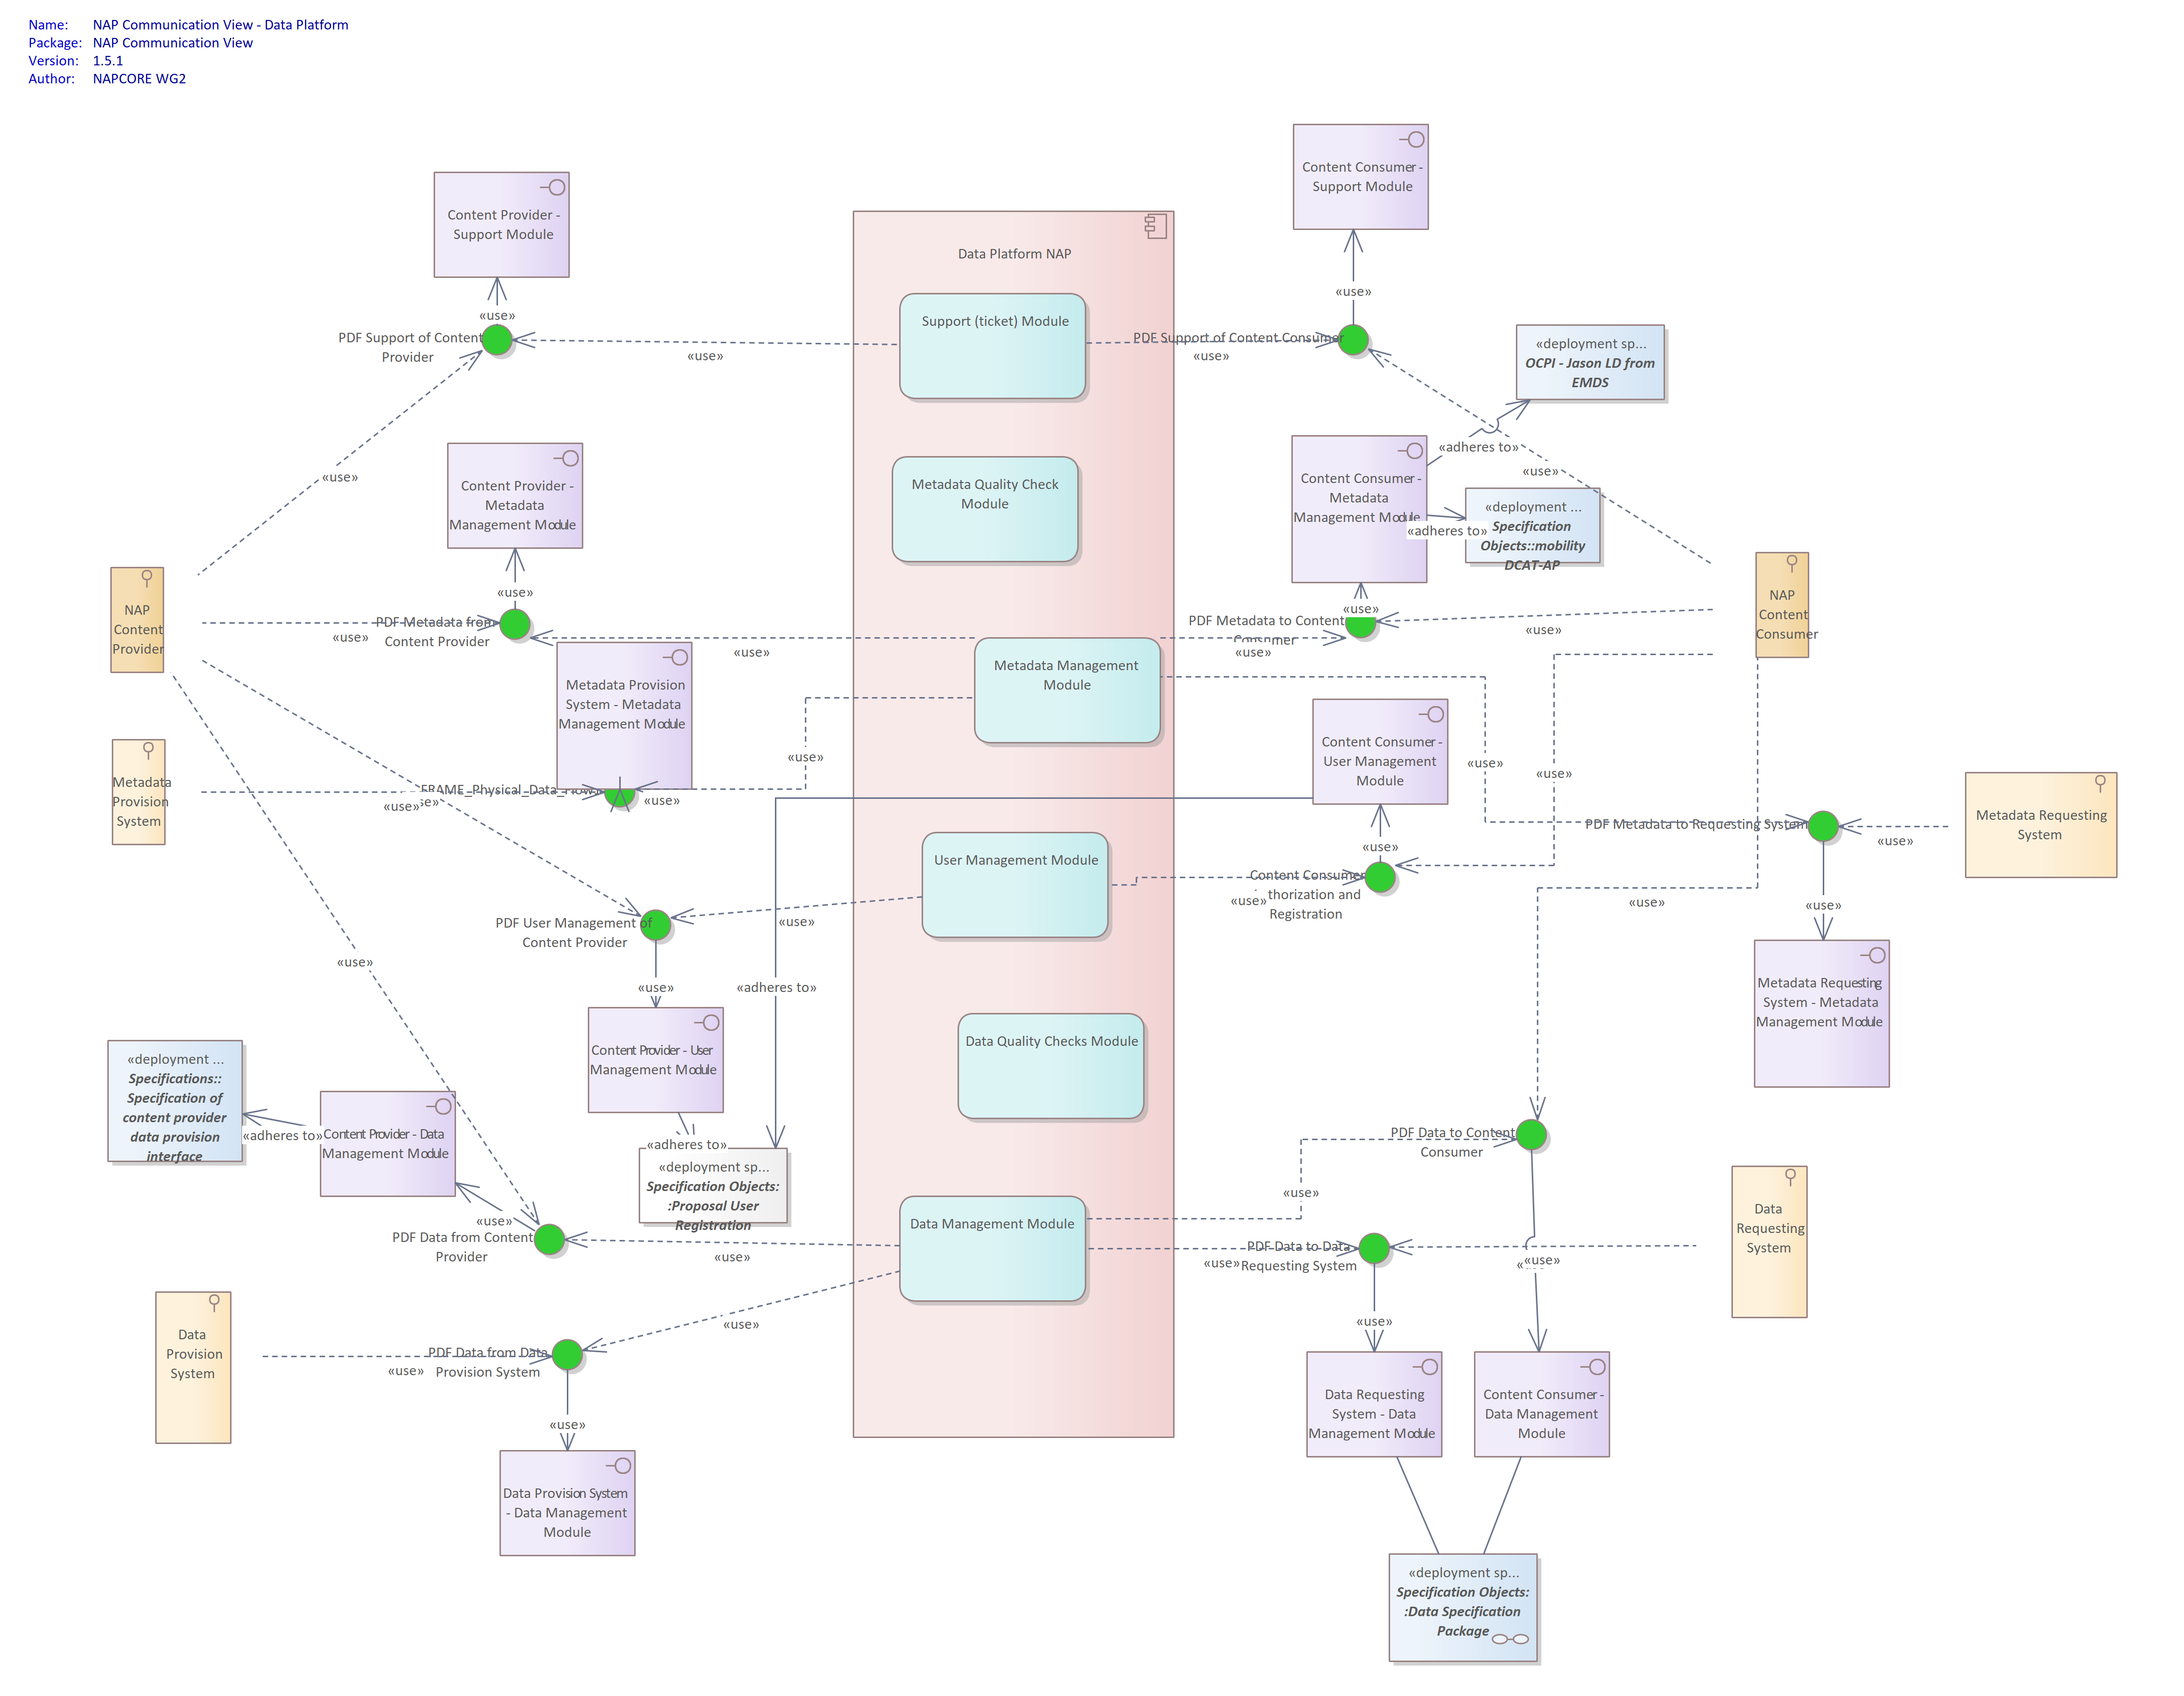 Name: NAP Communication View - Data Platform
Package: NAP Communication View
Version: 1.5.1
Author: NAPCORE WG2
Content Consumer -
Support Module
Content Provider -
Support Module
Data Platform NAP
«use»
«use»
Support (ticket) Module
PDF Support of Content
Provider
«use»
PDF Support of Content Consumer
«use»
«deployment sp...
OCPI - Jason LD from
EMDS
«adheres to»
«use»
«use»
Content Provider -
Metadata
Management Module
Metadata Quality Check
Module
Content Consumer -
Metadata
Management Module
«adheres to»
«deployment ...
Specification
Objects::mobility
DCAT-AP
«use»
«use»
NAP
Content
Provider
NAP
Content
Consumer
PDF Metadata from
Content Provider
«use»
«use»
PDF Metadata to Content
Consumer
«use»
«use»
Metadata Management
Module
Metadata Provision
System - Metadata
Management Module
«use»
Content Consumer -
User Management
Module
«use»
«use»
Metadata
Provision
System
FRAME_Physical_Data_Flow
«use»
«use»
Metadata Requesting
System
PDF Metadata to Requesting System
«use»
«use»
User Management Module
Content Consumer
thorization and
Registration
«use»
«use»
«use»
PDF User Management of
Content Provider
«use»
«use»
«use»
«adheres to»
Metadata Requesting
System - Metadata
Management Module
Content Provider - User
Management Module
Data Quality Checks Module
«deployment ...
Specifications::
Specification of
content provider
data provision
interface
«adheres to»
Content Provider - Data
Management Module
«adheres to»
«deployment sp...
Specification Objects:
:Proposal User
Registration
PDF Data to Content
Consumer
«use»
«use»
Data Management Module
Data
Requesting
System
PDF Data from Content
Provider
«use»
PDF Data to Data
Requesting System
«use»
«use»
Data
Provision
System
«use»
«use»
PDF Data from Data
Provision System
«use»
«use»
Data Requesting
System - Data
Management Module
Content Consumer -
Data Management
Module
Data Provision System
- Data Management
Module
«deployment sp...
Specification Objects:
:Data Specification
Package